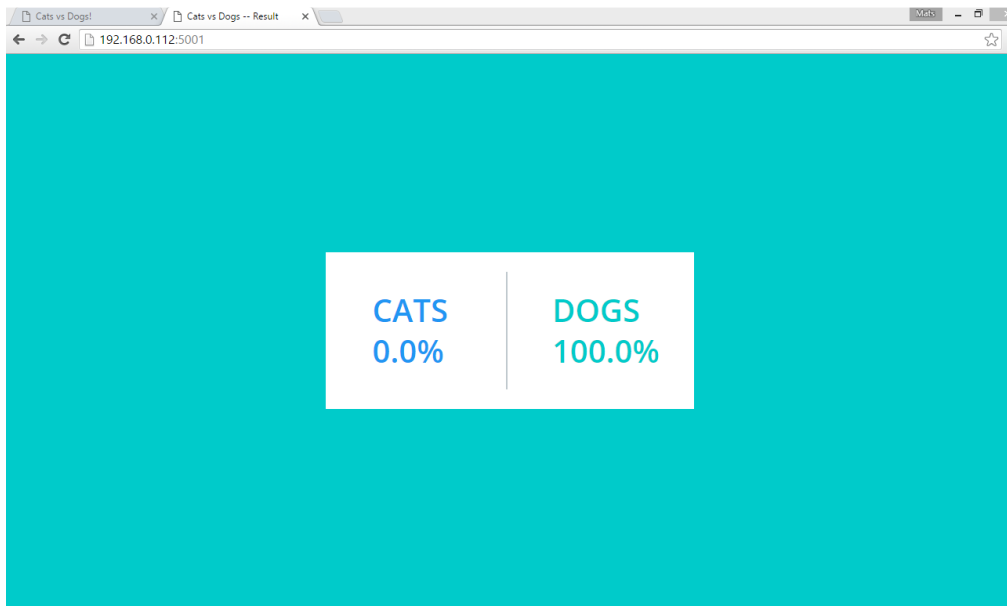 Cats vs Dogs!
Cats vs Dogs -- Result
Mats
192.168.0.112:5001
CATS
0.0%
DOGS
100.0%